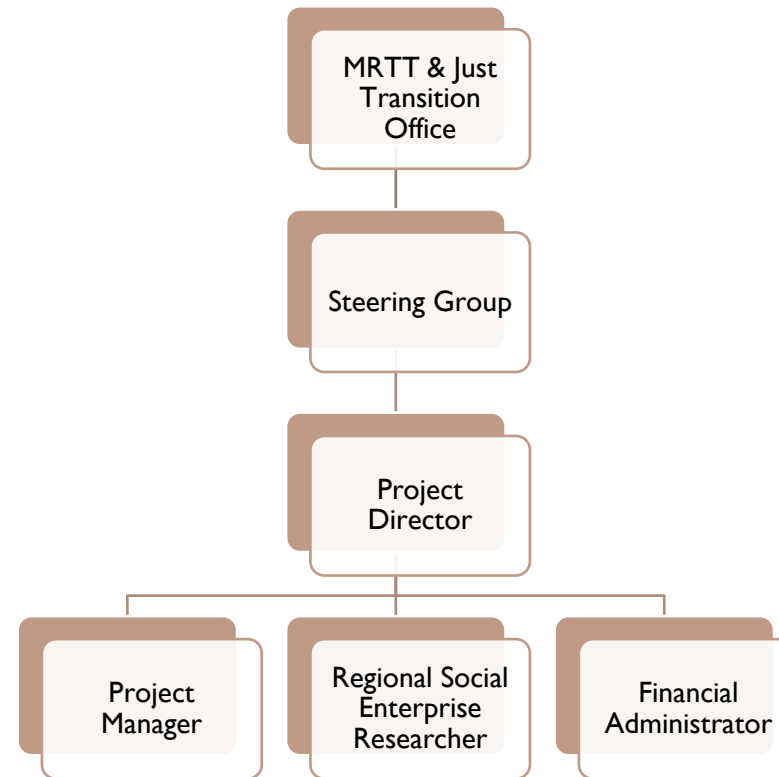 MRTT & Just
Transition
Office
Steering Group
Project
Director
Project
Manager
Regional Social
Enterprise
Researcher
Financial
Administrator